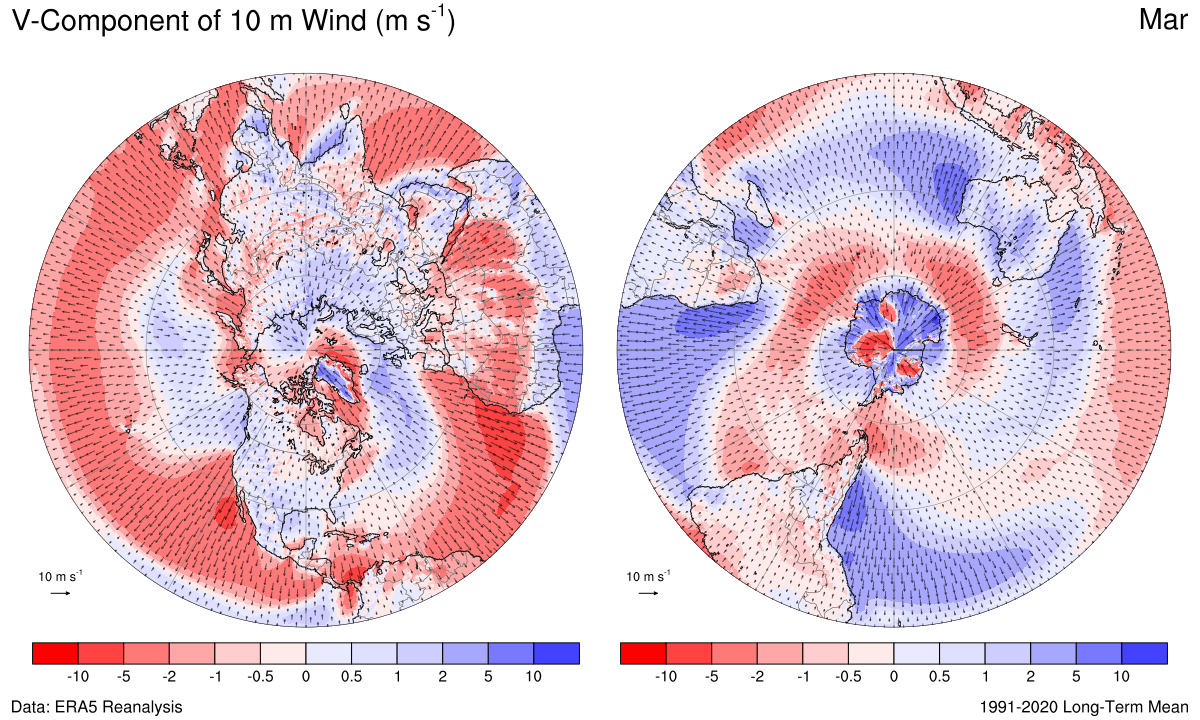 V-Component of 10 m Wind (m s⁻¹)
Mar
10 m s⁻¹
10 m s⁻¹
-10 -5 -2 -1 -0.5 0 0.5 1 2 5 10
-10 -5 -2 -1 -0.5 0 0.5 1 2 5 10
Data: ERA5 Reanalysis
1991-2020 Long-Term Mean